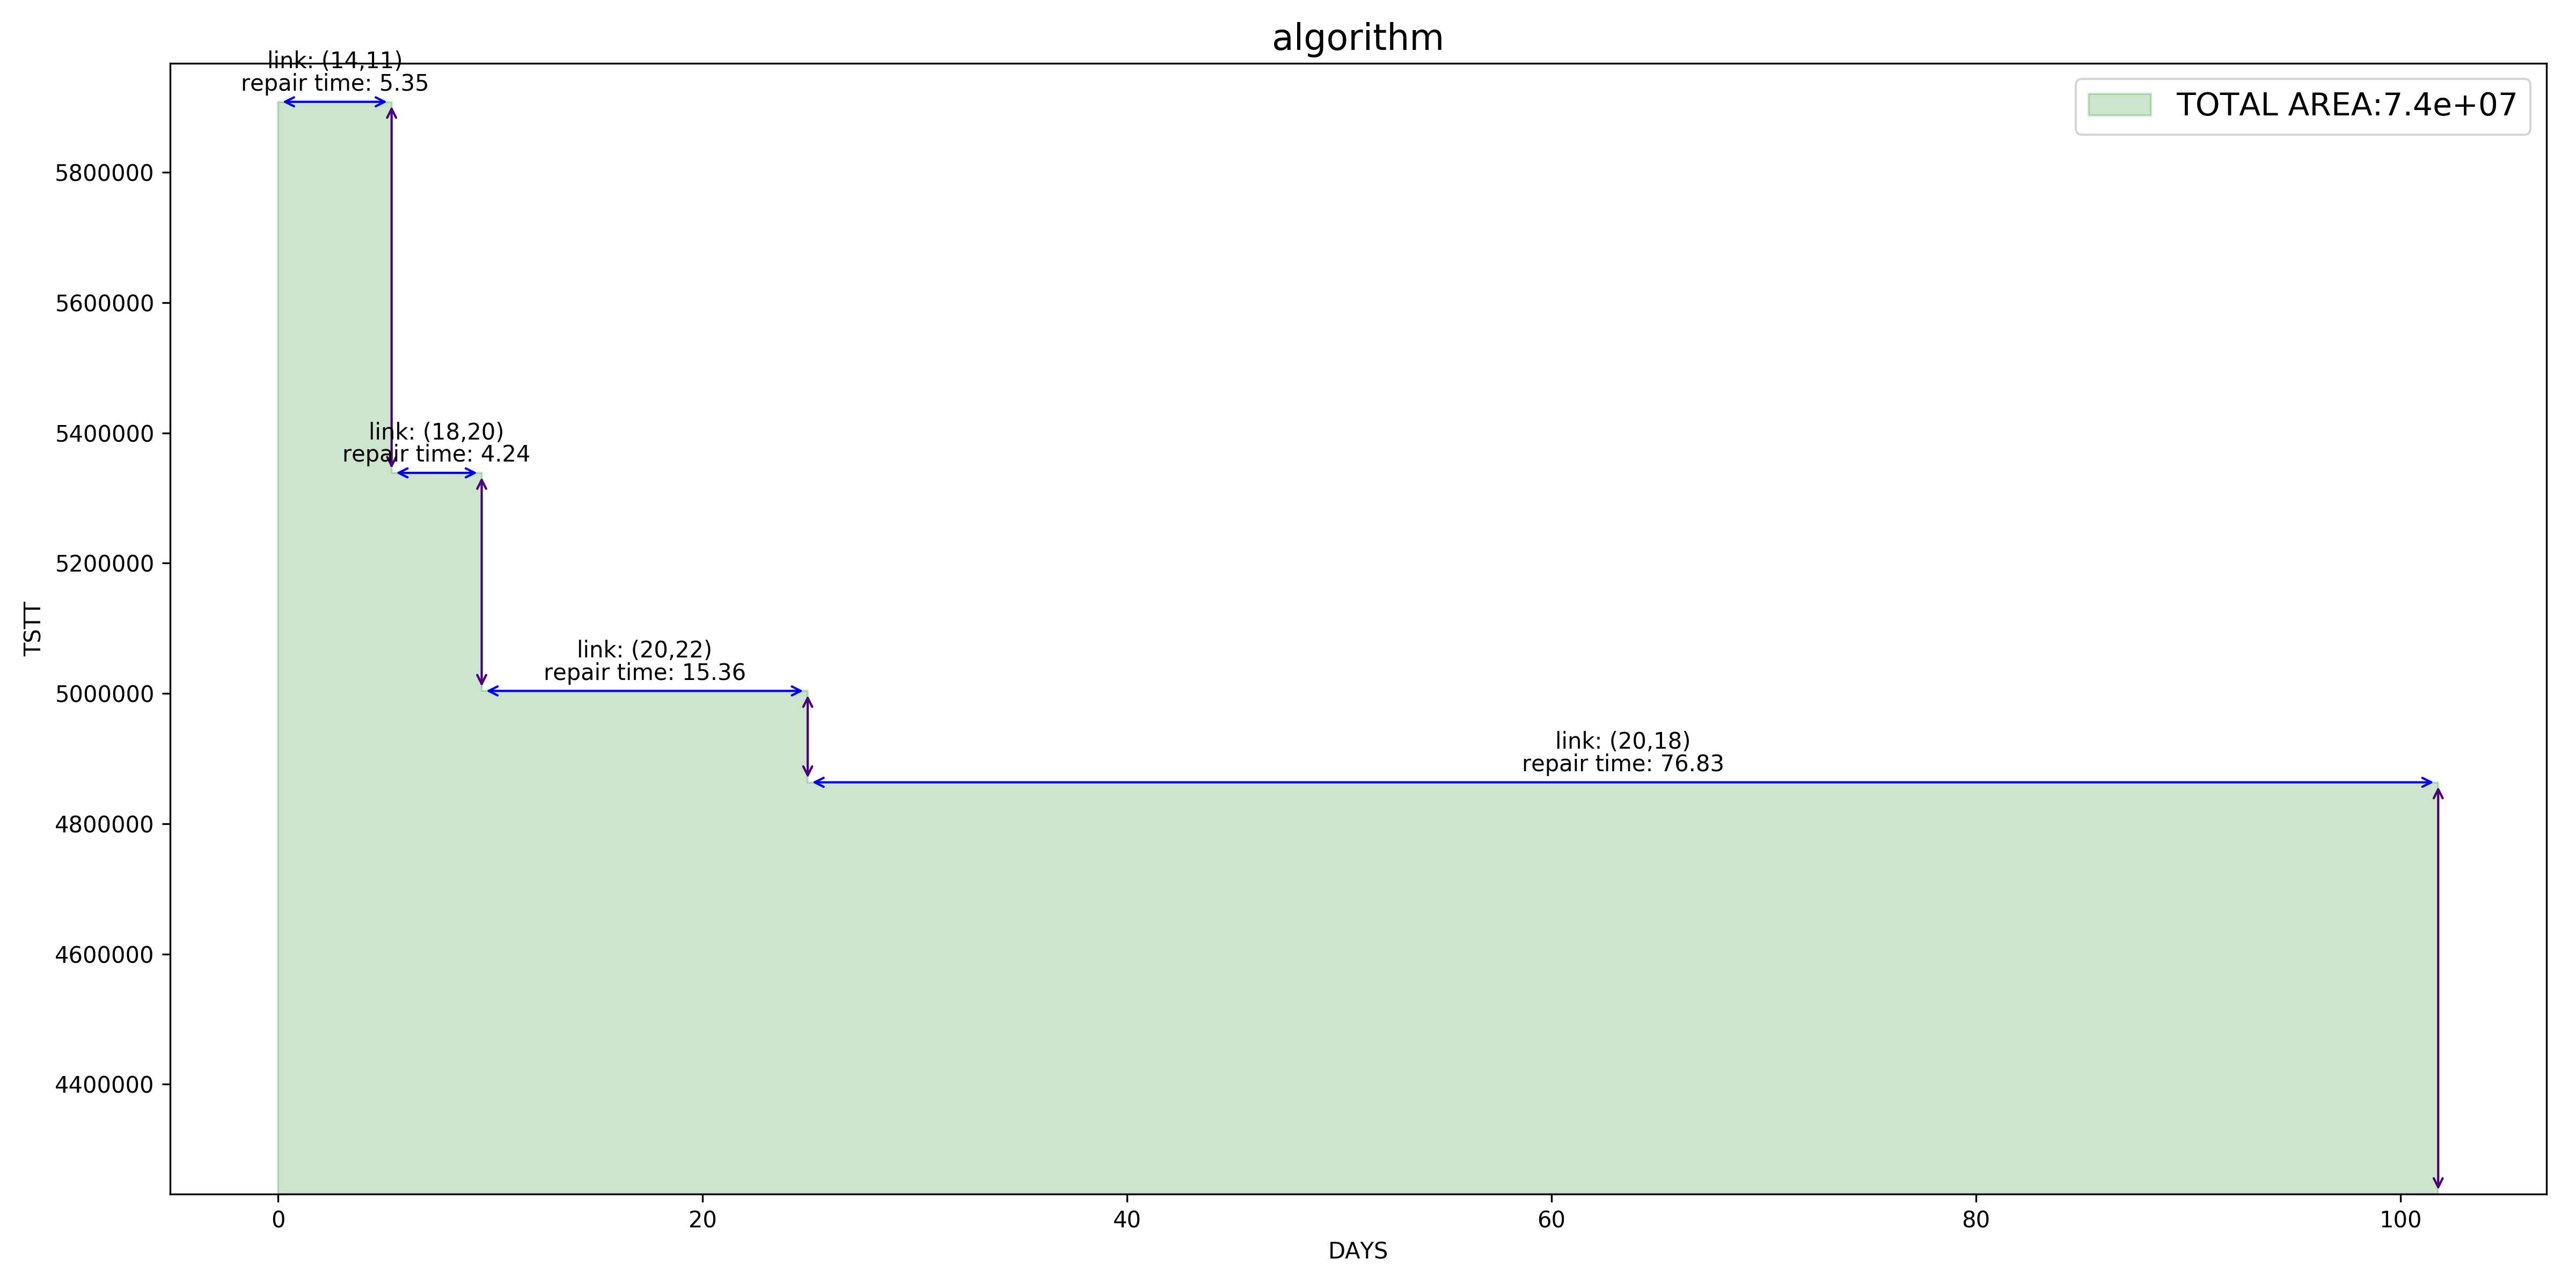 algorithm
link: (14,11)
repair time: 5.35
TOTAL AREA:7.4e+07
5800000
5600000
5400000
5200000
5000000
4800000
4600000
4400000
TSTT
link: (18,20)
repair time: 4.24
link: (20,22)
repair time: 15.36
link: (20,18)
repair time: 76.83
0
20
40
60
80
100
DAYS